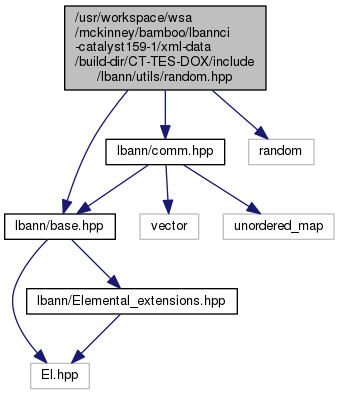 /usr/workspace/wsa
/mckinney/bamboo/lbannci
-catalyst159-1/xml-data
/build-dir/CT-TES-DOX/include
/lbann/utils/random.hpp
lbann/comm.hpp
random
lbann/base.hpp
vector
unordered_map
lbann/Elemental_extensions.hpp
El.hpp